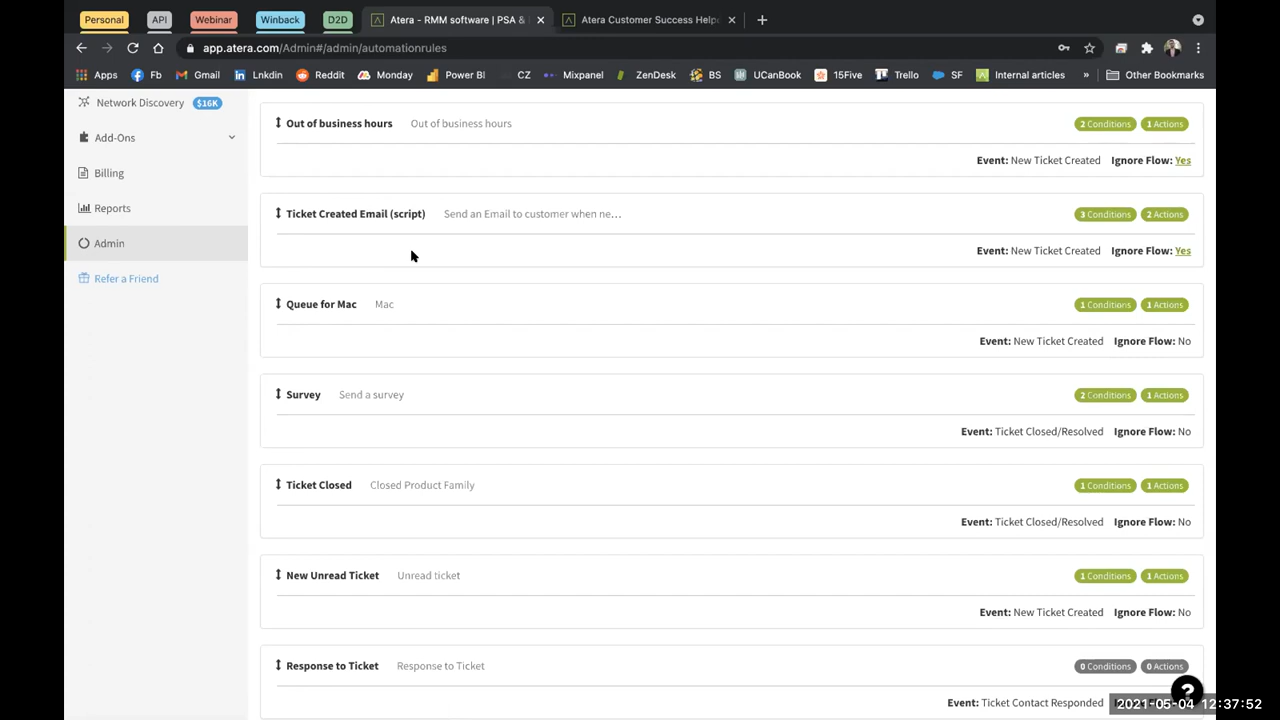 Personal API Webinar Winback D2D Atera - RMM software | PSA & Atera Customer Success Help
app.atera.com/Admin#/admin/automationrules
Apps Fb Gmail Lnkdin Reddit Monday Power BI CZ Mixpanel ZenDesk BS UCedook 15Five Trello SF Internal articles » Other Bookmarks
Network Discovery $16K
Add-Ons
Billing
Reports
Admin
Refer a Friend
Out of business hours Out of business hours 2 Conditions 1 Actions
Event: New Ticket Created Ignore Flow: Yes
Ticket Created Email (script) Send an Email to customer when ne... 3 Conditions 2 Actions
Event: New Ticket Created Ignore Flow: Yes
Queue for Mac Mac 1 Conditions 1 Actions
Event: New Ticket Created Ignore Flow: No
Survey Send a survey 2 Conditions 1 Actions
Event: Ticket Closed/Resolved Ignore Flow: No
Ticket Closed Closed Product Family 1 Conditions 1 Actions
Event: Ticket Closed/Resolved Ignore Flow: No
New Unread Ticket Unread ticket 1 Conditions 1 Actions
Event: New Ticket Created Ignore Flow: No
Response to Ticket Response to Ticket 0 Conditions 0 Actions
Event: Ticket Contact Responded
?
2021-05-04 12:37:52